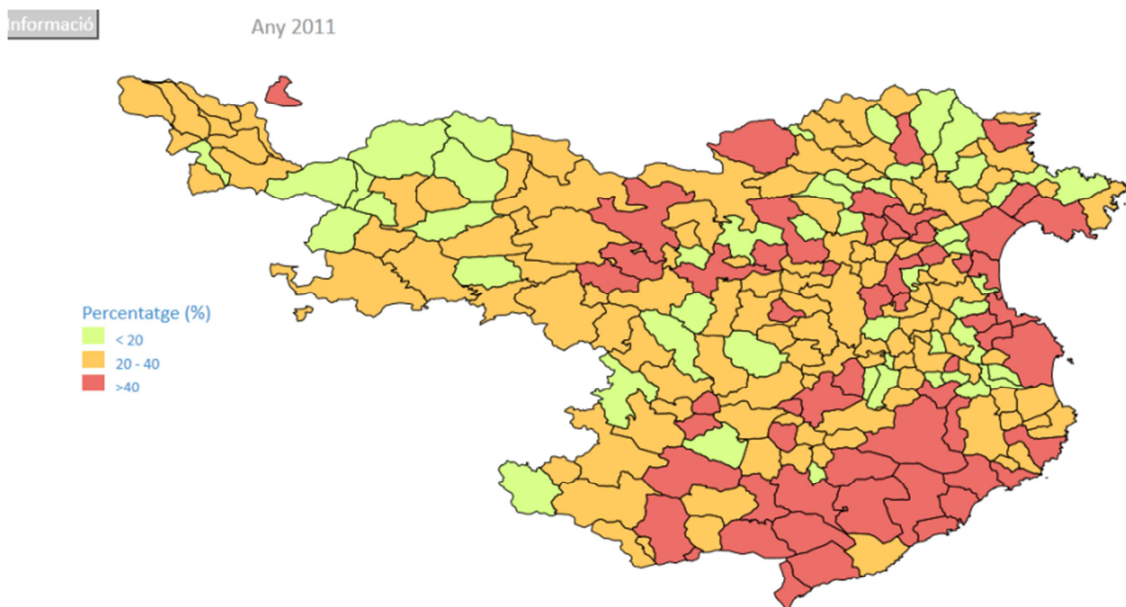 Informació
Any 2011
Percentatge (%)
< 20
20 - 40
>40